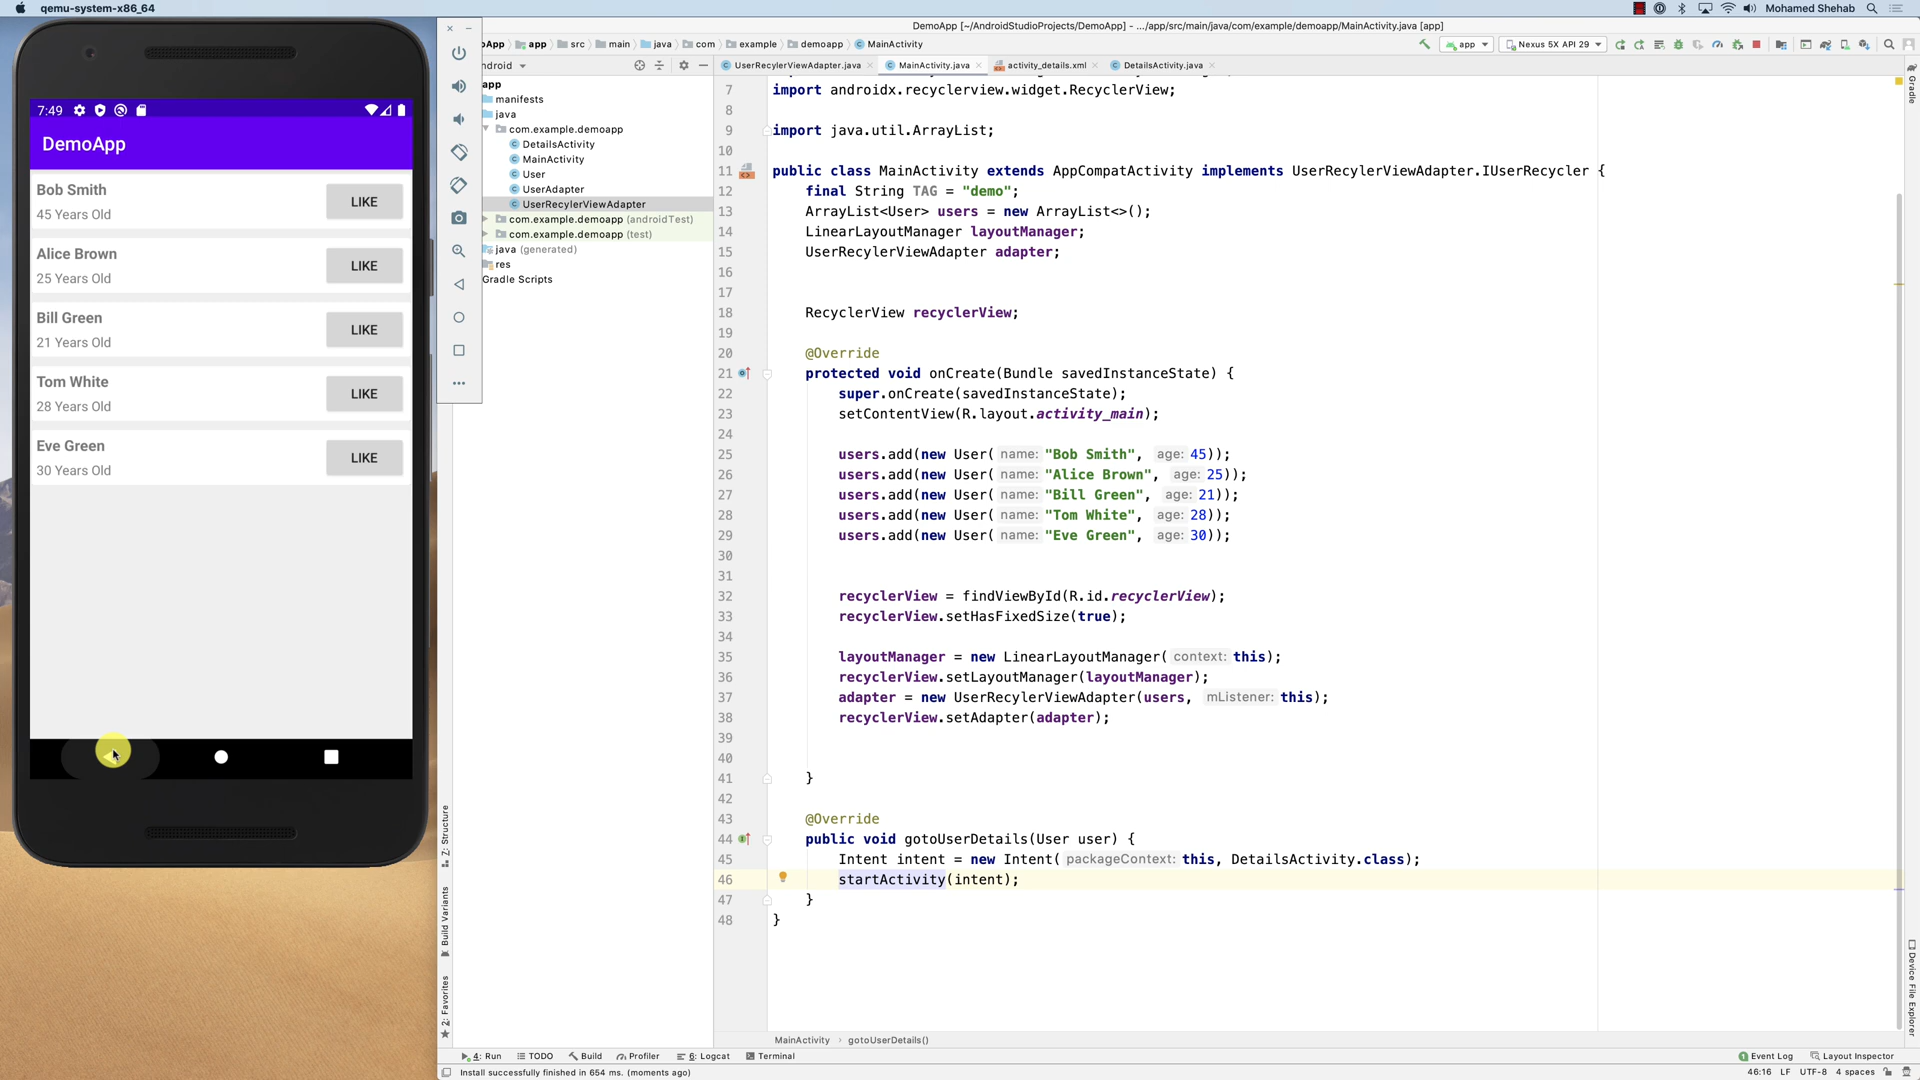 qemu-system-x86_64
Mohamed Shehab
DemoApp [~/AndroidStudioProjects/DemoApp] - .../app/src/main/java/com/example/demoapp/MainActivity.java [app]
app
src
main
java
com
example
demoapp
MainActivity
app
Nexus 5X API 29
UserRecylerViewAdapter.java
MainActivity.java
activity_details.xml
DetailsActivity.java
7:49
DemoApp
Bob Smith
45 Years Old
LIKE
Alice Brown
25 Years Old
LIKE
Bill Green
21 Years Old
LIKE
Tom White
28 Years Old
LIKE
Eve Green
30 Years Old
LIKE
app
manifests
java
com.example.demoapp
DetailsActivity
MainActivity
User
UserAdapter
UserRecylerViewAdapter
com.example.demoapp (androidTest)
com.example.demoapp (test)
java (generated)
res
Gradle Scripts
7 import androidx.recyclerview.widget.RecyclerView;
8
9 import java.util.ArrayList;
10
11 public class MainActivity extends AppCompatActivity implements UserRecylerViewAdapter.IUserRecycler {
12 final String TAG = "demo";
13 ArrayList<User> users = new ArrayList<>();
14 LinearLayoutManager layoutManager;
15 UserRecylerViewAdapter adapter;
16
17
18 RecyclerView recyclerView;
19
20 @Override
21 protected void onCreate(Bundle savedInstanceState) {
22 super.onCreate(savedInstanceState);
23 setContentView(R.layout.activity_main);
24
25 users.add(new User( name: "Bob Smith", age: 45));
26 users.add(new User( name: "Alice Brown", age: 25));
27 users.add(new User( name: "Bill Green", age: 21));
28 users.add(new User( name: "Tom White", age: 28));
29 users.add(new User( name: "Eve Green", age: 30));
30
31
32 recyclerView = findViewById(R.id.recyclerView);
33 recyclerView.setHasFixedSize(true);
34
35 layoutManager = new LinearLayoutManager( context: this);
36 recyclerView.setLayoutManager(layoutManager);
37 adapter = new UserRecylerViewAdapter(users, mListener: this);
38 recyclerView.setAdapter(adapter);
39
40
41 }
42
43 @Override
44 public void gotoUserDetails(User user) {
45 Intent intent = new Intent( packageContext: this, DetailsActivity.class);
46 startActivity(intent);
47 }
48 }
Gradle
Device File Explorer
Z: Structure
Build Variants
2: Favorites
MainActivity
gotoUserDetails()
4: Run
TODO
Build
Profiler
6: Logcat
Terminal
1 Event Log
Layout Inspector
Install successfully finished in 654 ms. (moments ago)
46:16 LF UTF-8 4 spaces